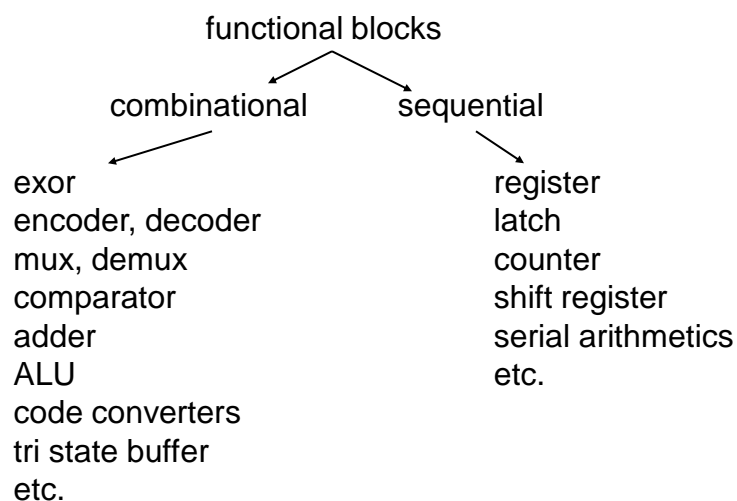 functional blocks
combinational
sequential
exor
encoder, decoder
mux, demux
comparator
adder
ALU
code converters
tri state buffer
etc.
register
latch
counter
shift register
serial arithmetics
etc.